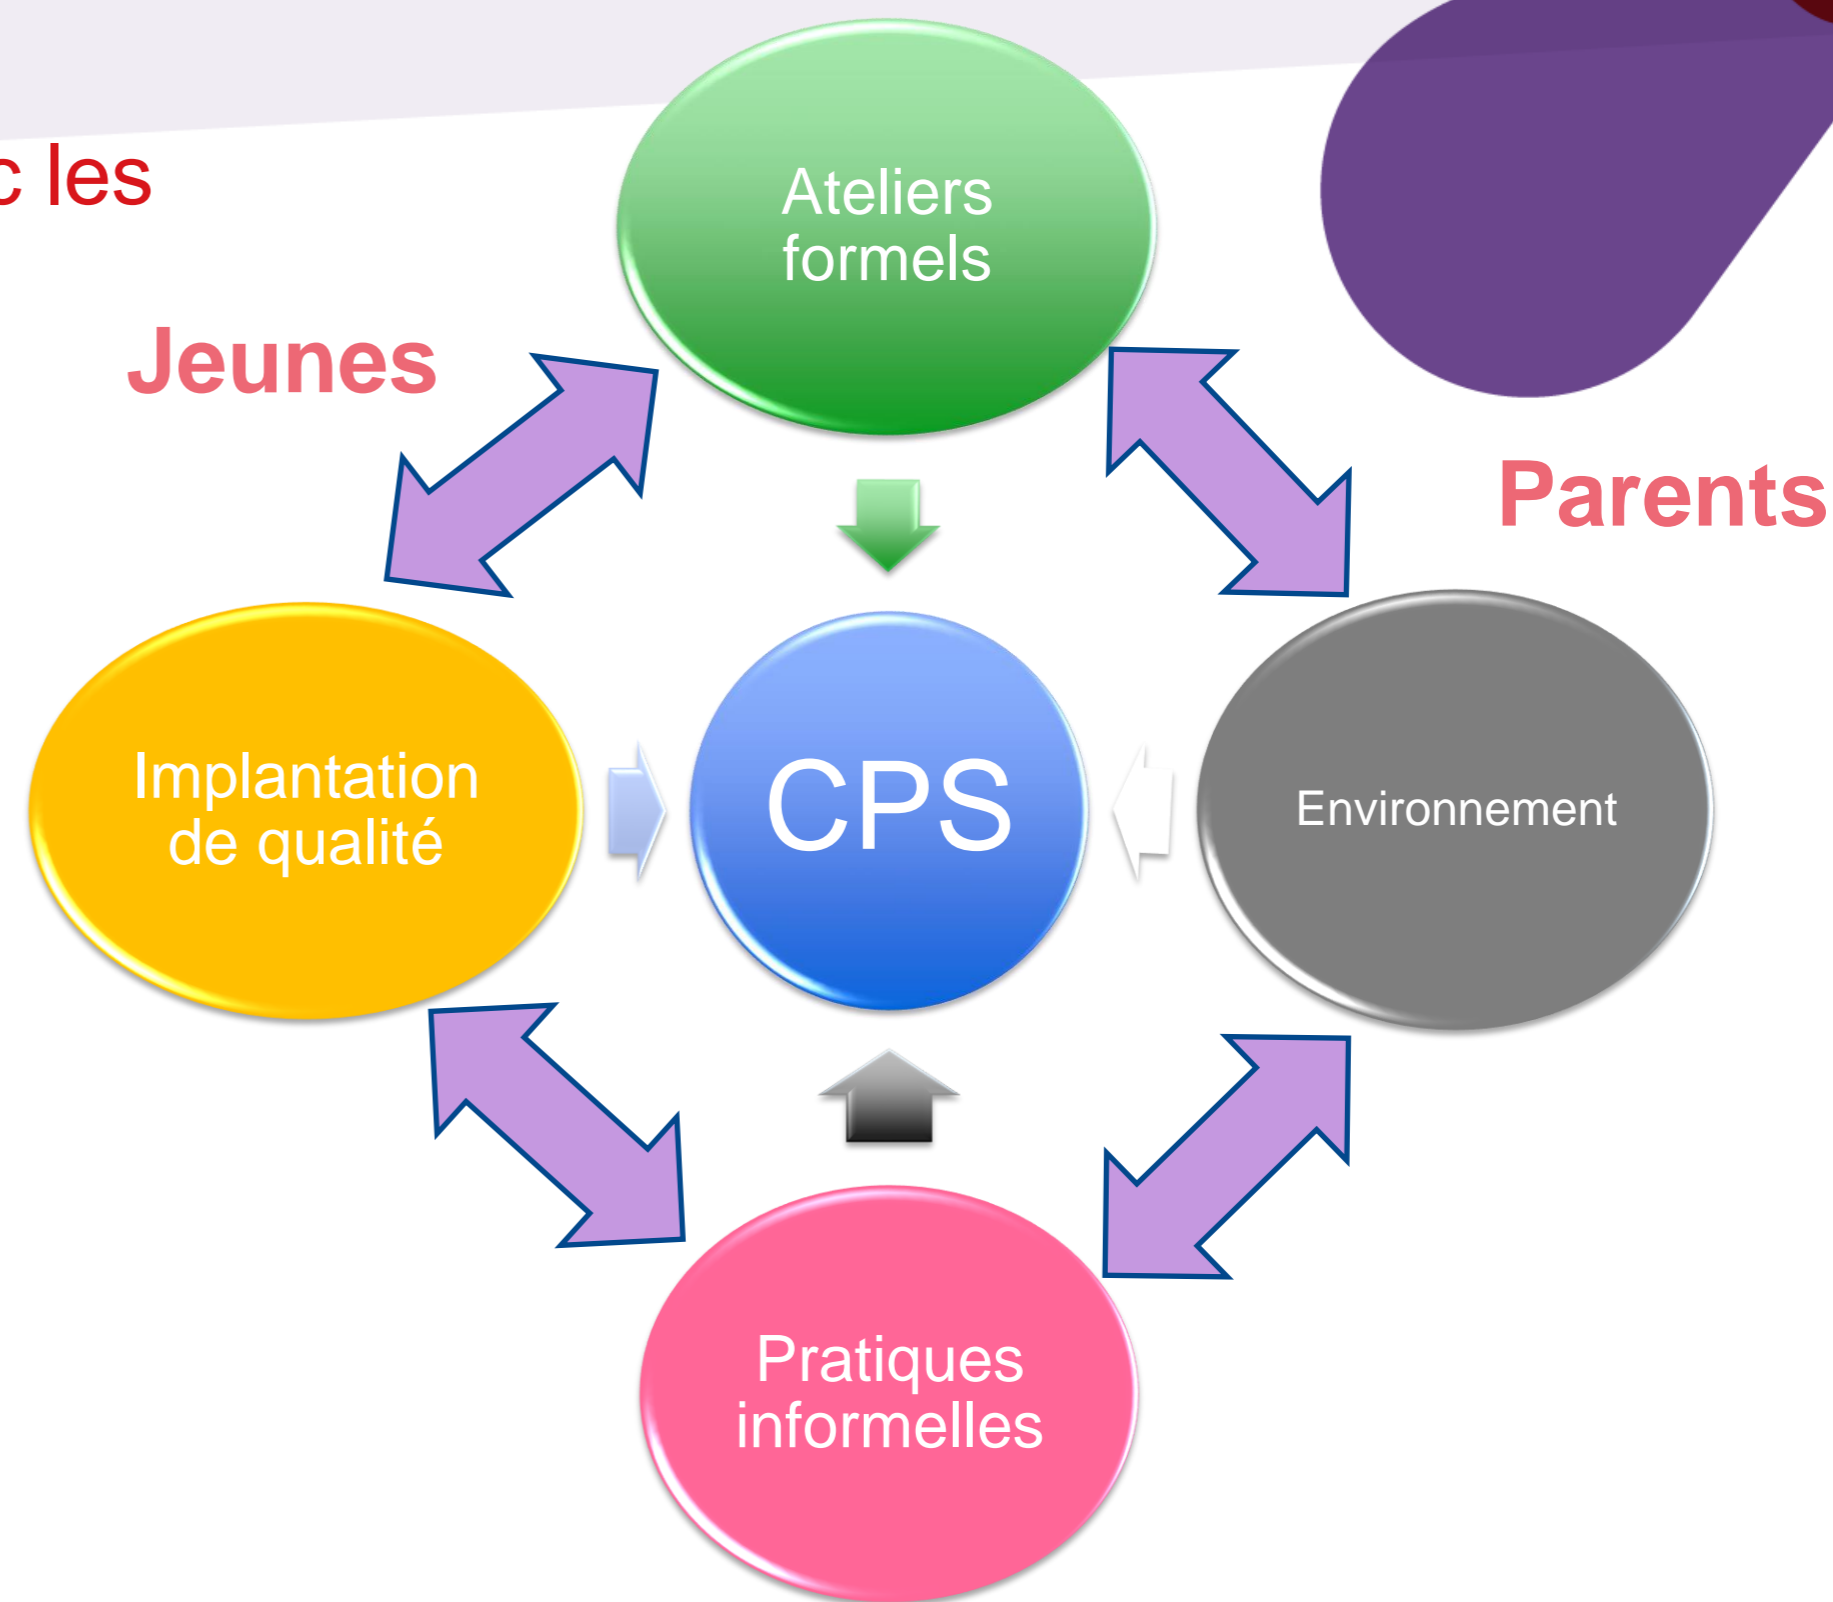 c les
Ateliers
formels
Jeunes
Parents
Implantation
de qualité
CPS
Environnement
Pratiques
informelles